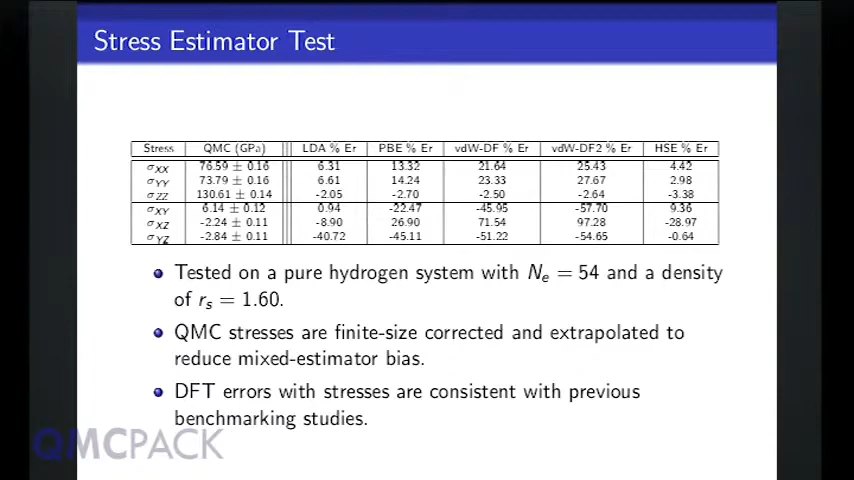 Stress Estimator Test
Stress QMC (GPa) LDA % Er PBE % Er vdW-DF % Er vdW-DF2 % Er HSE % Er
σXX 76.59 ± 0.16 6.31 13.32 21.64 25.43 4.42
σYY 73.79 ± 0.16 6.61 14.24 23.33 27.67 2.98
σZZ 130.61 ± 0.14 -2.05 -2.70 -2.50 -2.64 -3.38
σXY 6.14 ± 0.12 0.94 -22.47 -45.95 -57.70 9.36
σXZ -2.24 ± 0.11 -8.90 26.90 71.54 97.28 -28.97
σYZ -2.84 ± 0.11 -40.72 -45.11 -51.22 -54.65 -0.64
Tested on a pure hydrogen system with Ne = 54 and a density
of rs = 1.60.
QMC stresses are finite-size corrected and extrapolated to
reduce mixed-estimator bias.
DFT errors with stresses are consistent with previous
benchmarking studies.
QMCPACK